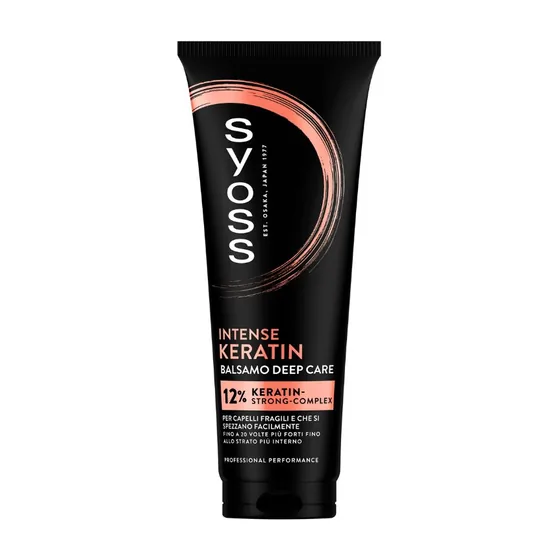 SYOSS
EST. OSAKA, JAPAN 1977
INTENSE
KERATIN
BALSAMO DEEP CARE
12% KERATIN-
STRONG-COMPLEX
PER CAPELLI FRAGILI E CHE SI
SPEZZANO FACILMENTE
FINO A 20 VOLTE PIÙ FORTI FINO
ALLO STRATO PIÙ INTERNO
PROFESSIONAL PERFORMANCE